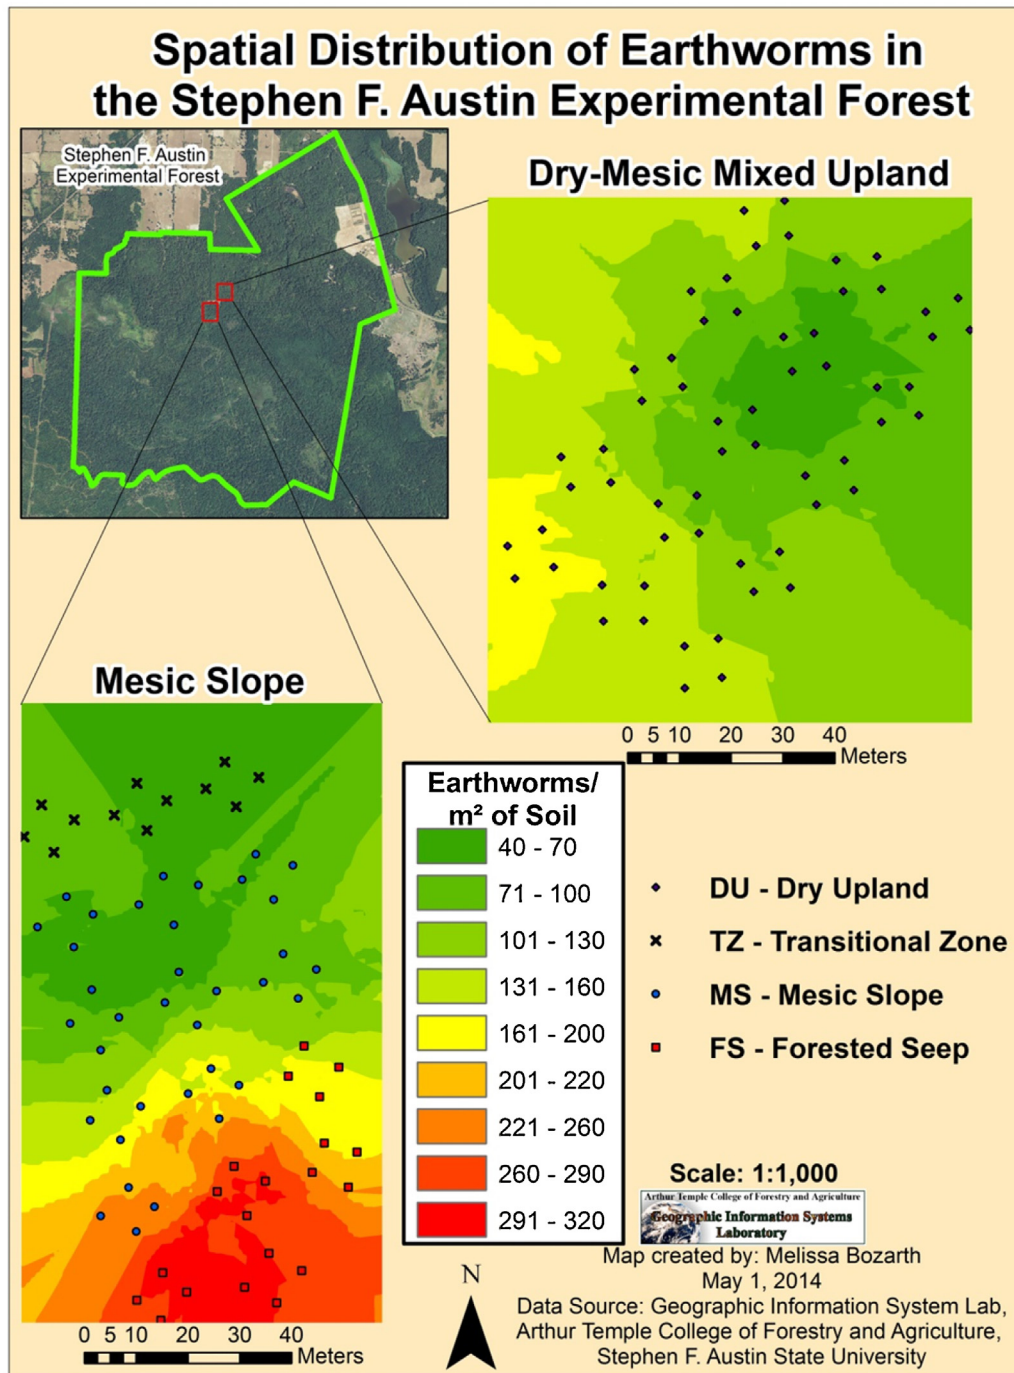 Spatial Distribution of Earthworms in
the Stephen F. Austin Experimental Forest
Stephen F. Austin
Experimental Forest
Dry-Mesic Mixed Upland
0 5 10 20 30 40
Meters
Mesic Slope
0 5 10 20 30 40
Meters
Earthworms/
m² of Soil
40 - 70
71 - 100
101 - 130
131 - 160
161 - 200
201 - 220
221 - 260
260 - 290
291 - 320
DU - Dry Upland
TZ - Transitional Zone
MS - Mesic Slope
FS - Forested Seep
Scale: 1:1,000
Arthur Temple College of Forestry and Agriculture
Geographic Information Systems
Laboratory
Map created by: Melissa Bozarth
May 1, 2014
Data Source: Geographic Information System Lab,
Arthur Temple College of Forestry and Agriculture,
Stephen F. Austin State University
N